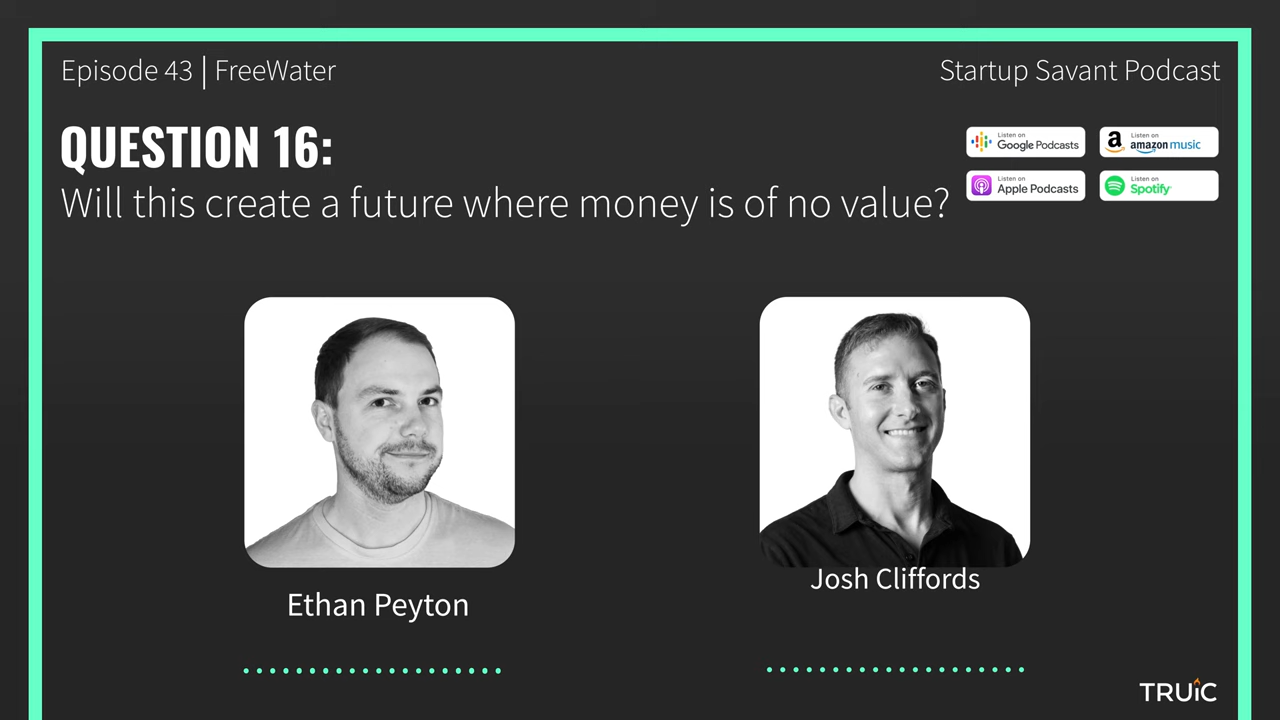 Episode 43 | FreeWater
Startup Savant Podcast
QUESTION 16:
Will this create a future where money is of no value?
Listen on
Google Podcasts
Listen on
amazon music
Listen on
Apple Podcasts
Listen on
Spotify
Ethan Peyton
Josh Cliffords
TRUiC